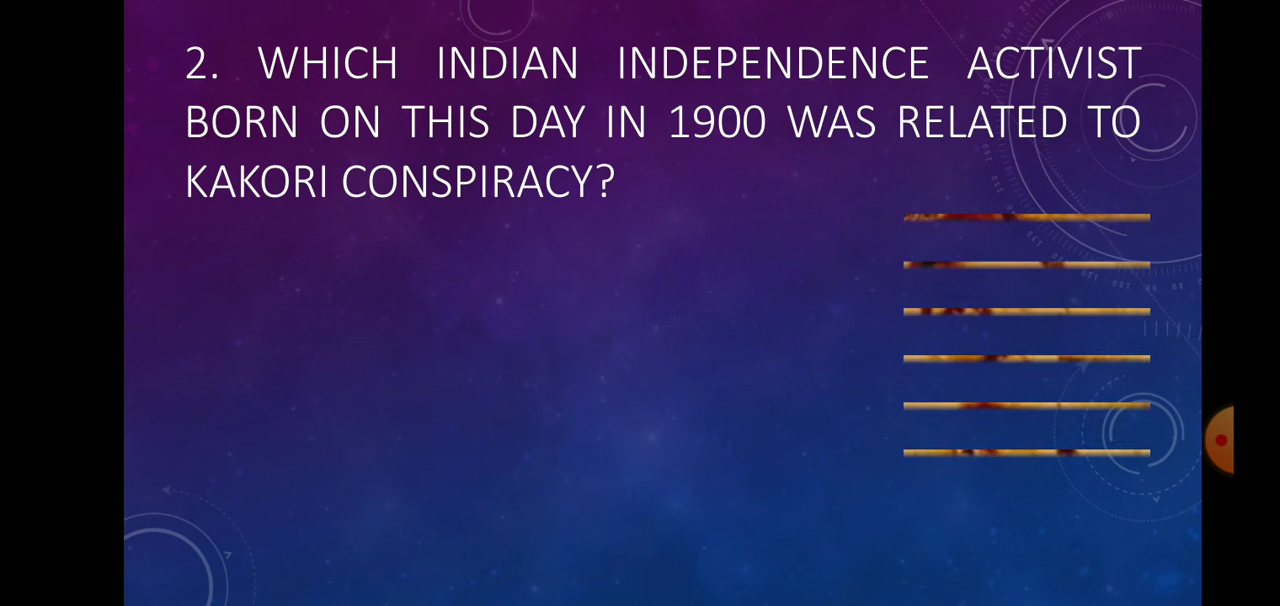 2. WHICH INDIAN INDEPENDENCE ACTIVIST
BORN ON THIS DAY IN 1900 WAS RELATED TO
KAKORI CONSPIRACY?